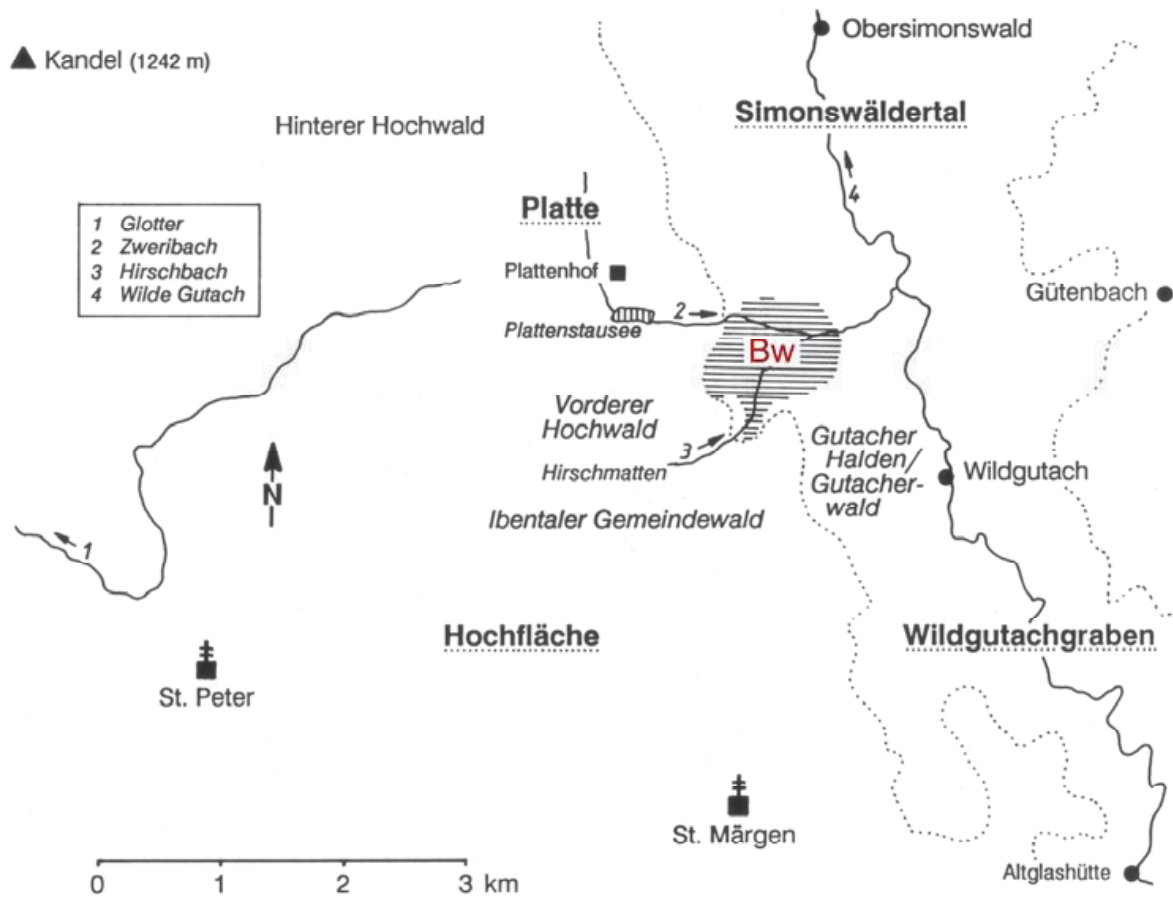 Obersimonswald
Kandel (1242 m)
Simonswäldertal
Hinterer Hochwald
4
Platte
1 Glotter
2 Zweribach
3 Hirschbach
4 Wilde Gutach
Plattenhof
Gütenbach
2
Plattenstausee
Bw
Vorderer
Hochwald
3
Hirschmatten
Gutacher
Halden/
Gutacher-
wald
Wildgutach
N
Ibentaler Gemeindewald
1
Hochfläche
Wildgutachgraben
St. Peter
St. Märgen
Altglashütte
0 1 2 3 km